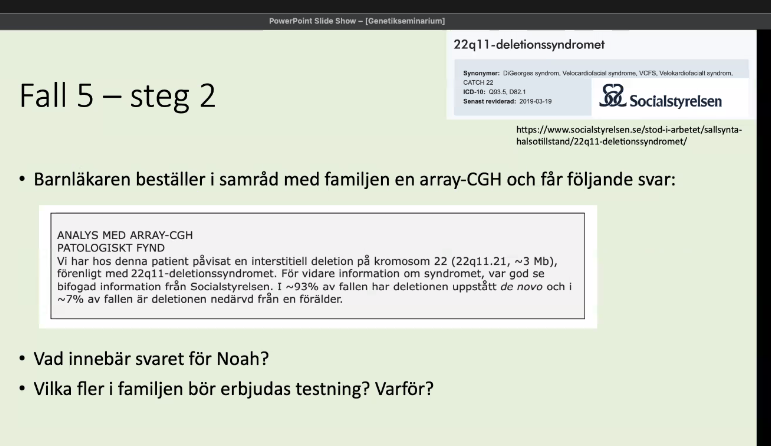 PowerPoint Slide Show – [Genetikseminarium]
22q11-deletionssyndromet
Synonymer: DiGeorges syndrom, Velocardiofacial syndrome, VCFS, Velokardiofacialt syndrom,
CATCH 22
ICD-10: Q93.5, D82.1
Senast reviderad: 2019-03-19
Socialstyrelsen
https://www.socialstyrelsen.se/stod-i-arbetet/sallsynta-
halsotillstand/22q11-deletionssyndromet/
Fall 5 – steg 2
• Barnläkaren beställer i samråd med familjen en array-CGH och får följande svar:
ANALYS MED ARRAY-CGH
PATOLOGISKT FYND
Vi har hos denna patient påvisat en interstitiell deletion på kromosom 22 (22q11.21, ~3 Mb),
förenligt med 22q11-deletionssyndromet. För vidare information om syndromet, var god se
bifogad information från Socialstyrelsen. I ~93% av fallen har deletionen uppstått de novo och i
~7% av fallen är deletionen nedärvd från en förälder.
• Vad innebär svaret för Noah?
• Vilka fler i familjen bör erbjudas testning? Varför?